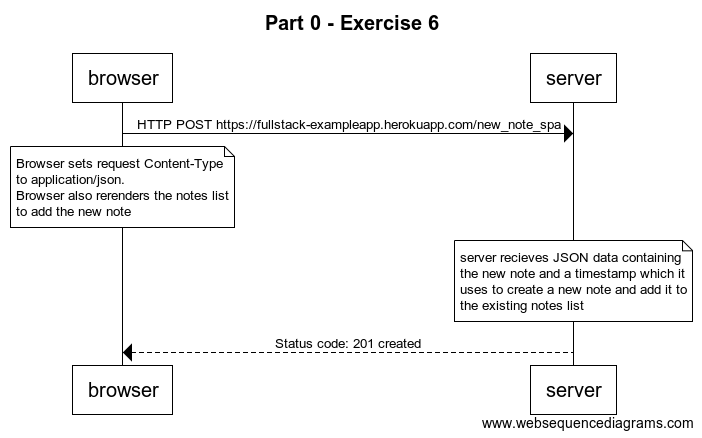 Part 0 - Exercise 6
browser
server
HTTP POST https://fullstack-exampleapp.herokuapp.com/new_note_spa
Browser sets request Content-Type
to application/json.
Browser also rerenders the notes list
to add the new note
server recieves JSON data containing
the new note and a timestamp which it
uses to create a new note and add it to
the existing notes list
Status code: 201 created
browser
server
www.websequencediagrams.com